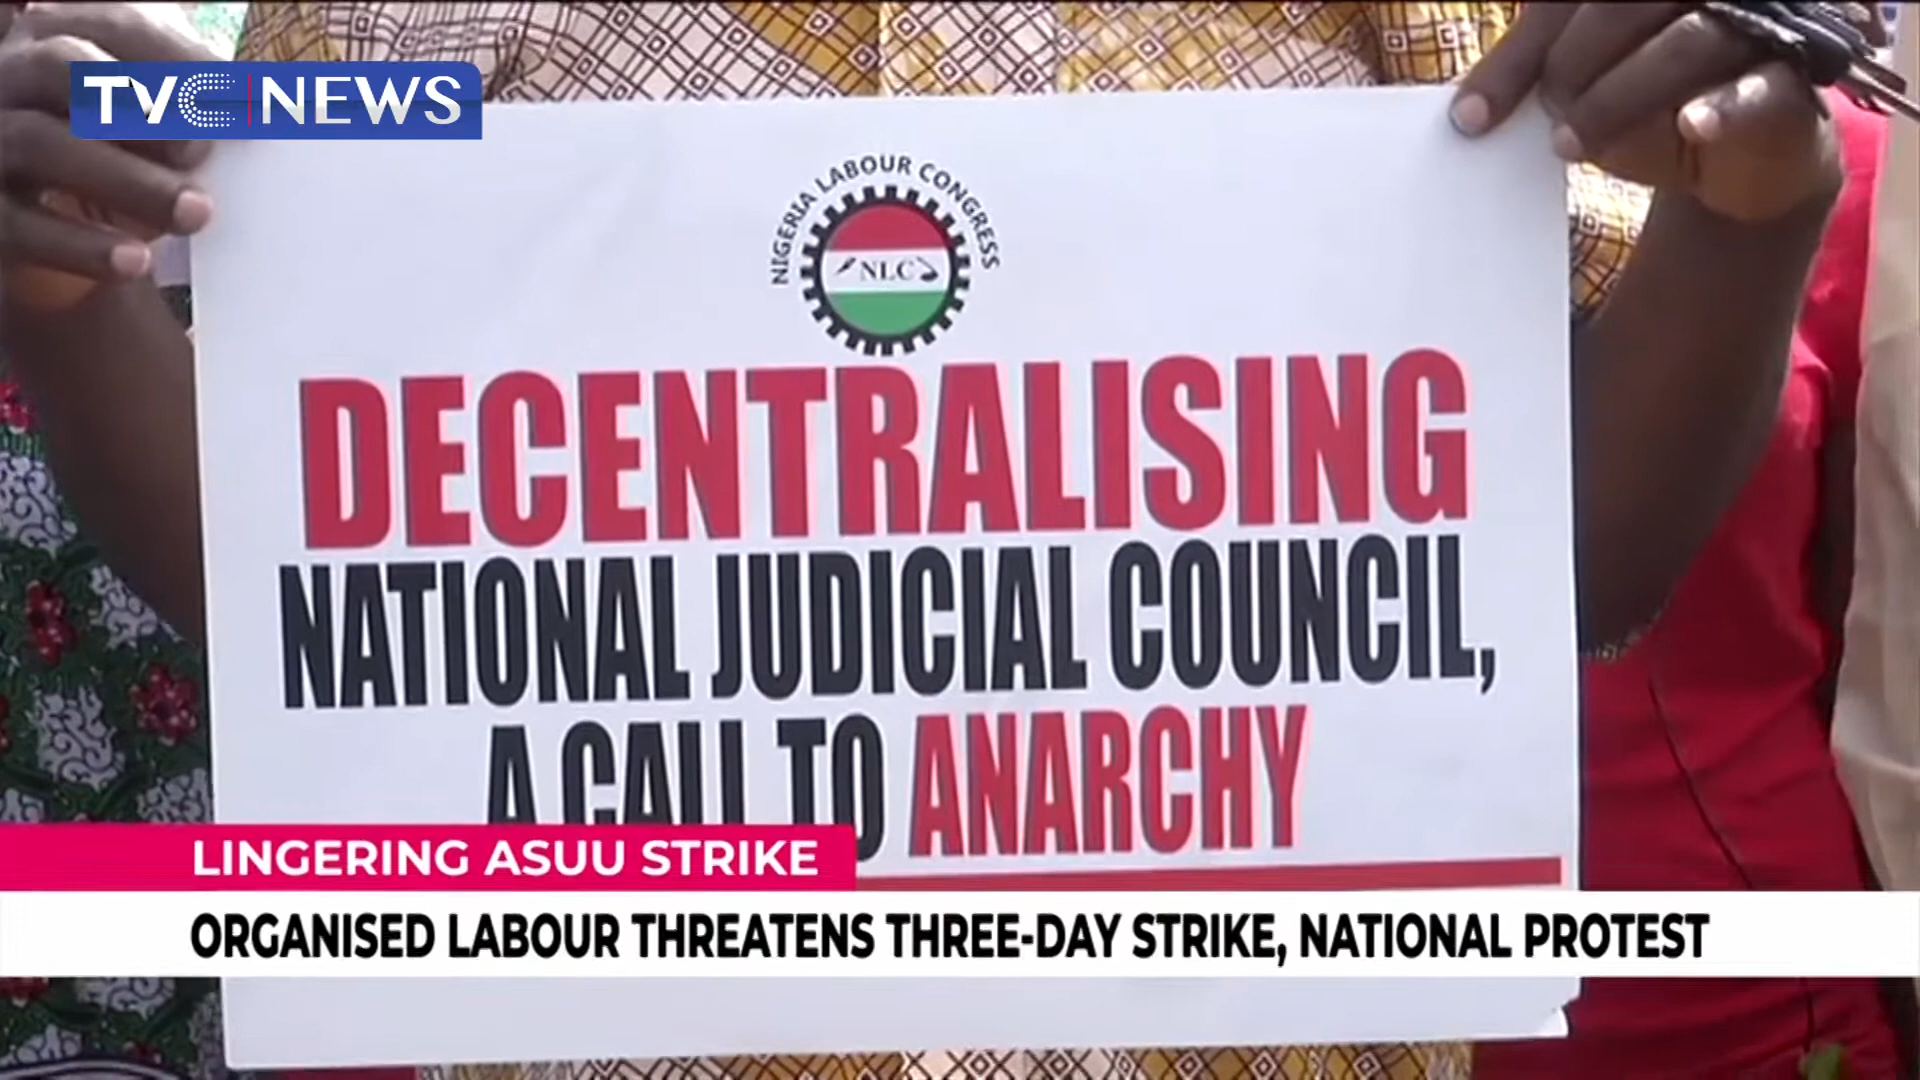 TVC NEWS
NIGERIA LABOUR CONGRESS
NLC
DECENTRALISING
NATIONAL JUDICIAL COUNCIL,
A CALL TO ANARCHY
LINGERING ASUU STRIKE
ORGANISED LABOUR THREATENS THREE-DAY STRIKE, NATIONAL PROTEST